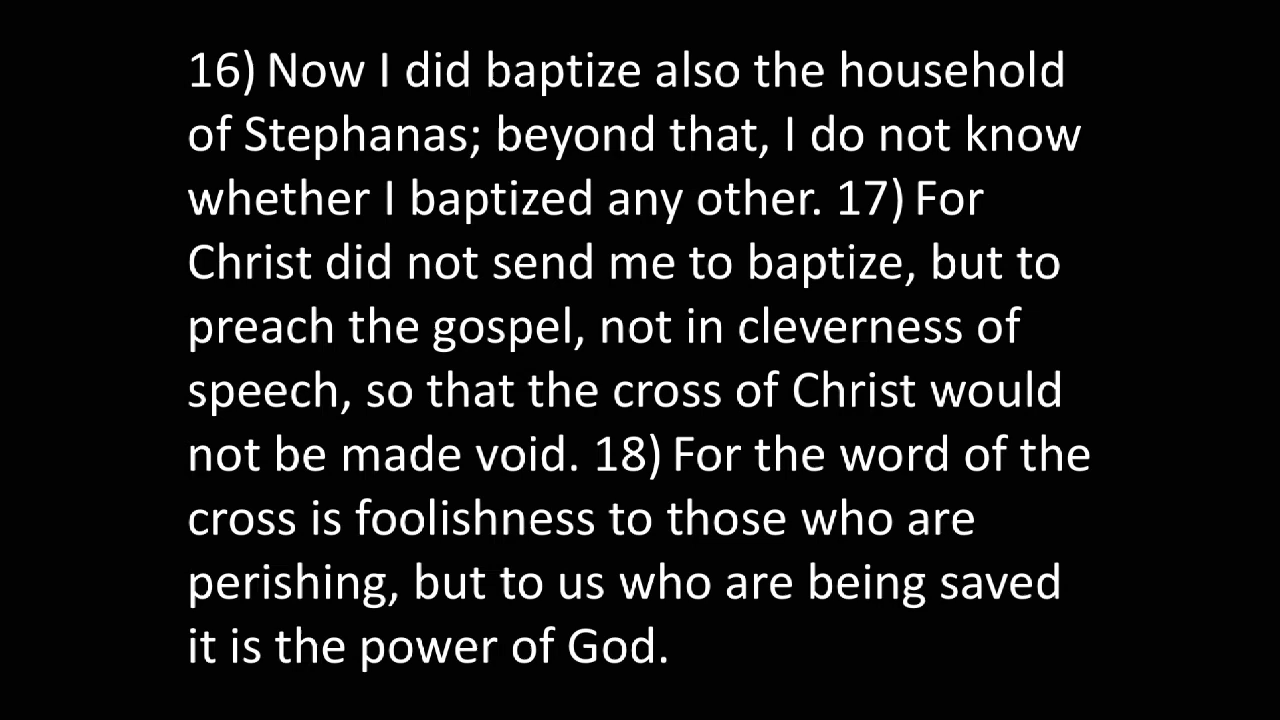 16) Now I did baptize also the household
of Stephanas; beyond that, I do not know
whether I baptized any other. 17) For
Christ did not send me to baptize, but to
preach the gospel, not in cleverness of
speech, so that the cross of Christ would
not be made void. 18) For the word of the
cross is foolishness to those who are
perishing, but to us who are being saved
it is the power of God.